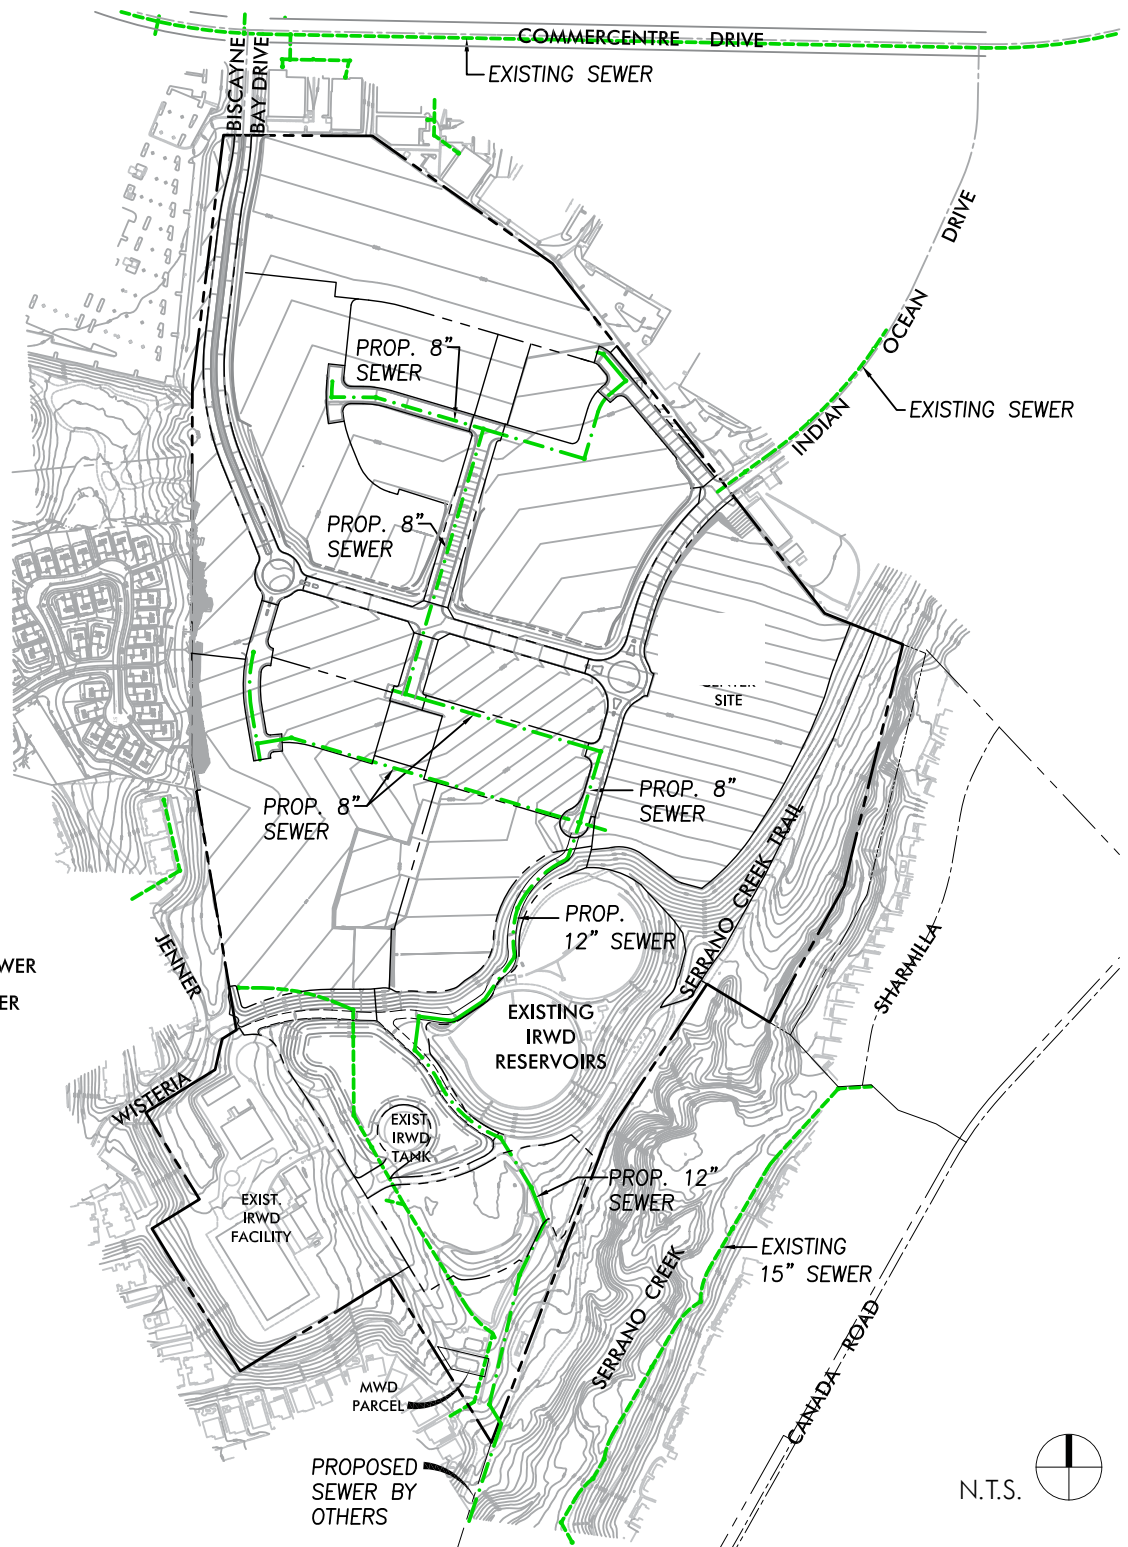 COMMERCENTRE DRIVE
BISCAYNE
BAY DRIVE
EXISTING SEWER
DRIVE
OCEAN
INDIAN
EXISTING SEWER
PROP. 8”
SEWER
PROP. 8”
SEWER
SITE
PROP. 8”
SEWER
PROP. 8”
SEWER
SERRANO CREEK TRAIL
PROP.
12” SEWER
JENNER
SHARMILLA
EXISTING
IRWD
RESERVOIRS
WISTERIA
EXIST.
IRWD
TANK
EXIST.
IRWD
FACILITY
PROP. 12”
SEWER
EXISTING
15” SEWER
SERRANO CREEK
CANADA ROAD
MWD
PARCEL
PROPOSED
SEWER BY
OTHERS
N.T.S.